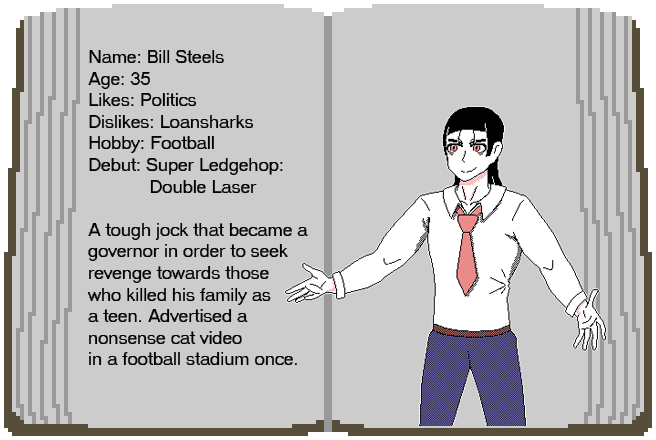 Name: Bill Steels
Age: 35
Likes: Politics
Dislikes: Loansharks
Hobby: Football
Debut: Super Ledgehop:
Double Laser
A tough jock that became a
governor in order to seek
revenge towards those
who killed his family as
a teen. Advertised a
nonsense cat video
in a football stadium once.